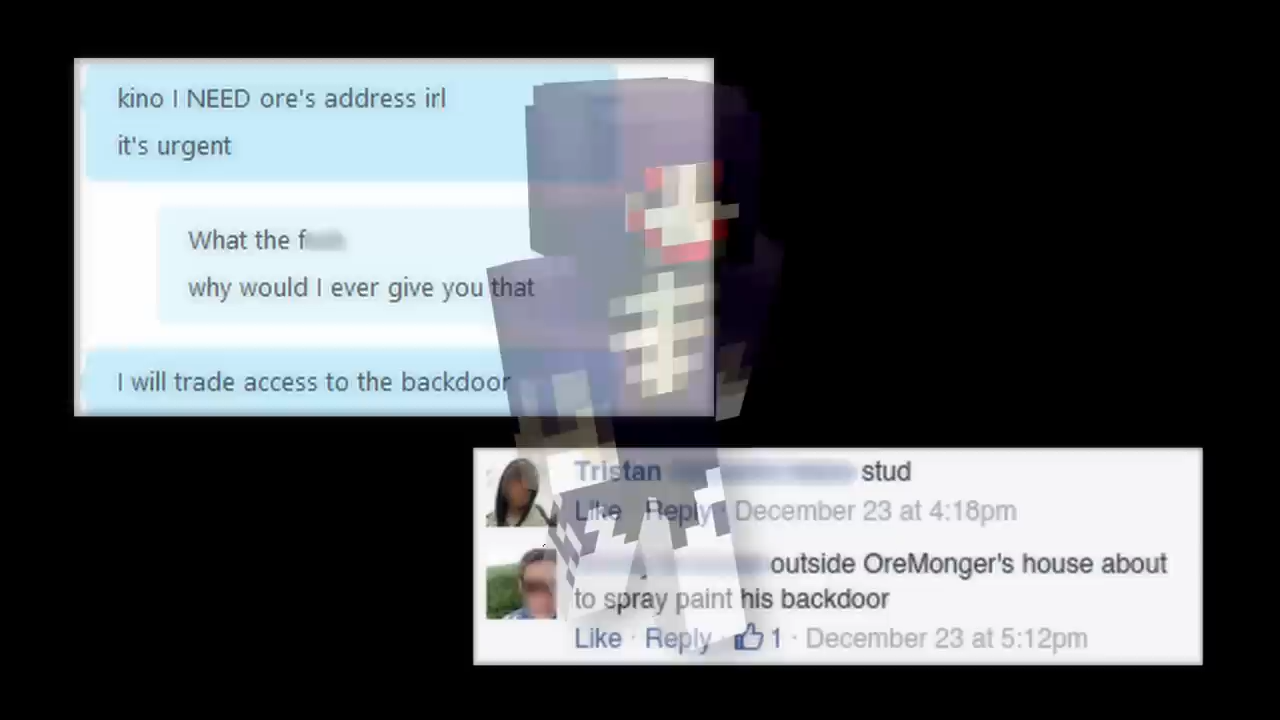 kino I NEED ore's address irl
it's urgent
What the f
why would I ever give you that
I will trade access to the backdoor
Tristan stud
Like · Reply · December 23 at 4:18pm
outside OreMonger's house about
to spray paint his backdoor
Like · Reply · 1 · December 23 at 5:12pm